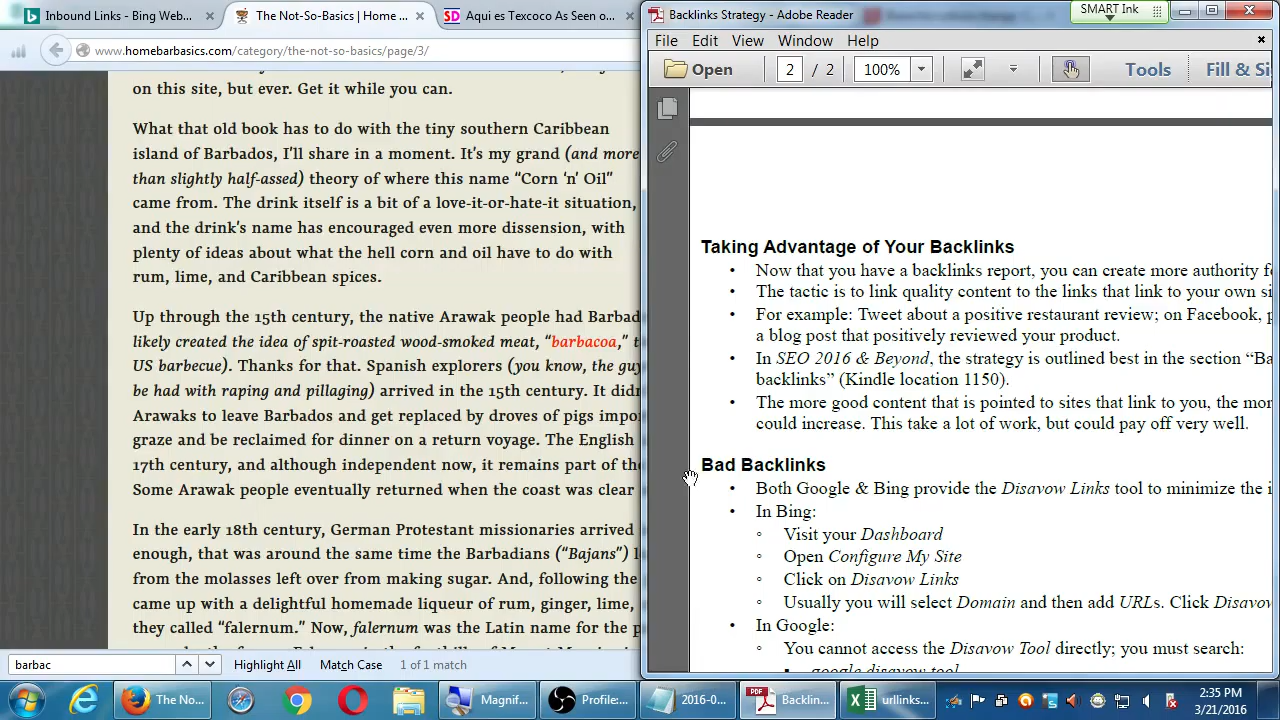 Inbound Links - Bing Web...
The Not-So-Basics | Home ...
Aqui es Texcoco As Seen o...
www.homebarbasics.com/category/the-not-so-basics/page/3/
on this site, but ever. Get it while you can.
What that old book has to do with the tiny southern Caribbean
island of Barbados, I'll share in a moment. It's my grand (and more
than slightly half-assed) theory of where this name “Corn 'n' Oil”
came from. The drink itself is a bit of a love-it-or-hate-it situation,
and the drink's name has encouraged even more dissension, with
plenty of ideas about what the hell corn and oil have to do with
rum, lime, and Caribbean spices.
Up through the 15th century, the native Arawak people had Barbad
likely created the idea of spit-roasted wood-smoked meat, “barbacoa,” t
US barbecue). Thanks for that. Spanish explorers (you know, the guy
be had with raping and pillaging) arrived in the 15th century. It didn
Arawaks to leave Barbados and get replaced by droves of pigs impor
graze and be reclaimed for dinner on a return voyage. The English
17th century, and although independent now, it remains part of the
Some Arawak people eventually returned when the coast was clear
In the early 18th century, German Protestant missionaries arrived
enough, that was around the same time the Barbadians (“Bajans”)
from the molasses left over from making sugar. And, following the
came up with a delightful homemade liqueur of rum, ginger, lime,
they called “falernum.” Now, falernum was the Latin name for the p
barbac
Highlight All
Match Case
1 of 1 match
Backlinks Strategy - Adobe Reader
SMART Ink
File Edit View Window Help
Open
2 / 2
100%
Tools
Fill & Si
Taking Advantage of Your Backlinks
• Now that you have a backlinks report, you can create more authority f
• The tactic is to link quality content to the links that link to your own si
• For example: Tweet about a positive restaurant review; on Facebook, p
a blog post that positively reviewed your product.
• In SEO 2016 & Beyond, the strategy is outlined best in the section “Ba
backlinks” (Kindle location 1150).
• The more good content that is pointed to sites that link to you, the mor
could increase. This take a lot of work, but could pay off very well.
Bad Backlinks
• Both Google & Bing provide the Disavow Links tool to minimize the i
• In Bing:
◦ Visit your Dashboard
◦ Open Configure My Site
◦ Click on Disavow Links
◦ Usually you will select Domain and then add URLs. Click Disavo
• In Google:
◦ You cannot access the Disavow Tool directly; you must search:
▪ google disavow tool
The No...
Magnif...
Profile:...
2016-0...
Backlin...
urllinks...
2:35 PM
3/21/2016